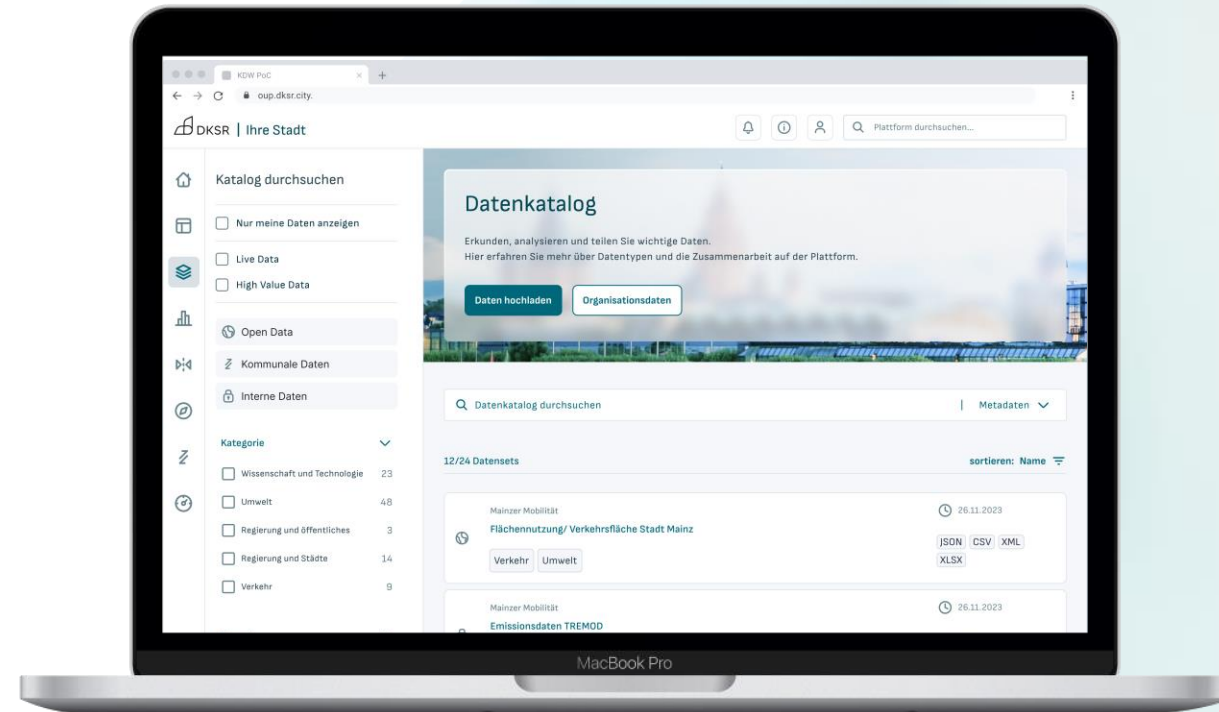 KDW PoC
oup.dksr.city.
DKSR | Ihre Stadt
Plattform durchsuchen...
Katalog durchsuchen
Nur meine Daten anzeigen
Live Data
High Value Data
Open Data
Kommunale Daten
Interne Daten
Kategorie
Wissenschaft und Technologie 23
Umwelt 48
Regierung und öffentliches 3
Regierung und Städte 14
Verkehr 9
Datenkatalog
Erkunden, analysieren und teilen Sie wichtige Daten.
Hier erfahren Sie mehr über Datentypen und die Zusammenarbeit auf der Plattform.
Daten hochladen Organisationsdaten
Datenkatalog durchsuchen | Metadaten
12/24 Datensets sortieren: Name
Mainzer Mobilität 26.11.2023
Flächennutzung/ Verkehrsfläche Stadt Mainz
JSON CSV XML
Verkehr Umwelt XLSX
Mainzer Mobilität 26.11.2023
Emissionsdaten TREMOD
MacBook Pro